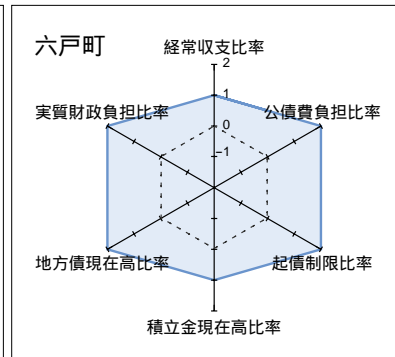 六戸町
経常収支比率
2
1
0
-1
公債費負担比率
起債制限比率
積立金現在高比率
地方債現在高比率
実質財政負担比率